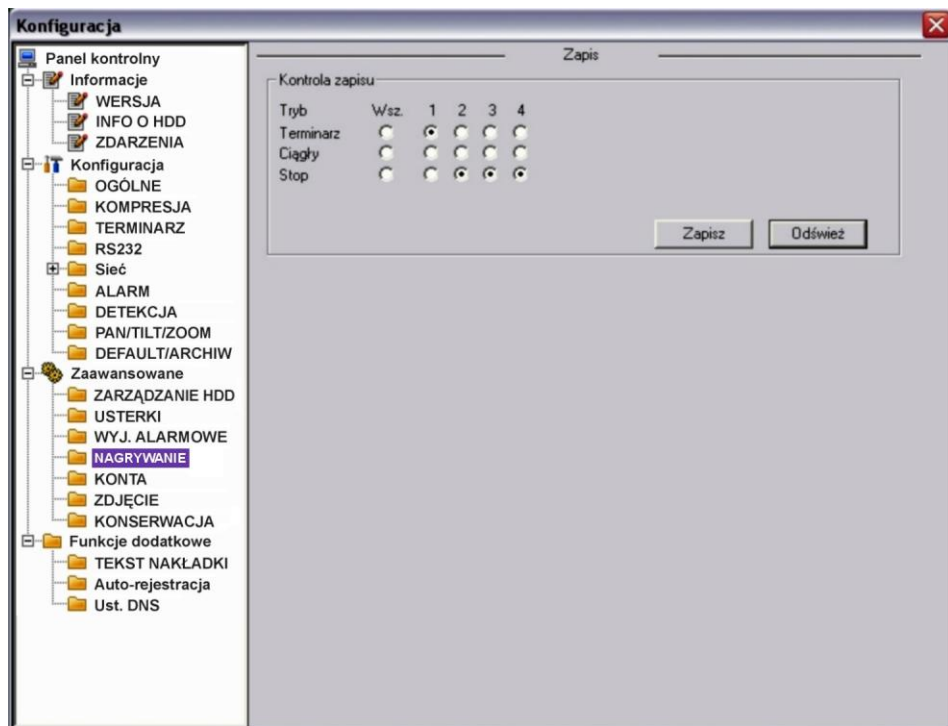 Konfiguracja
Panel kontrolny
Informacje
WERSJA
INFO O HDD
ZDARZENIA
Konfiguracja
OGÓLNE
KOMPRESJA
TERMINARZ
RS232
Sieć
ALARM
DETEKCJA
PAN/TILT/ZOOM
DEFAULT/ARCHIW
Zaawansowane
ZARZĄDZANIE HDD
USTERKI
WYJ. ALARMOWE
NAGRYWANIE
KONTA
ZDJĘCIE
KONSERWACJA
Funkcje dodatkowe
TEKST NAKŁADKI
Auto-rejestracja
Ust. DNS
Zapis
Kontrola zapisu
Tryb Wsz. 1 2 3 4
Terminarz
Ciągły
Stop
Zapisz Odśwież